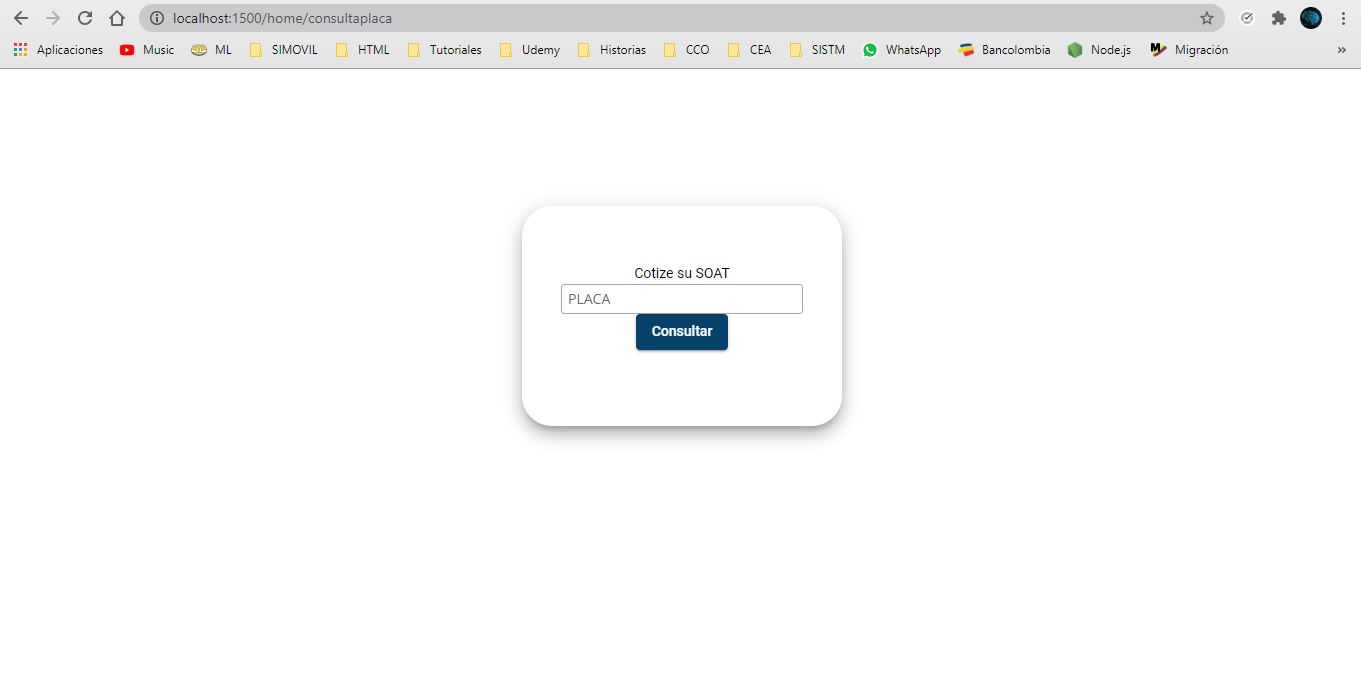 localhost:1500/home/consultaplaca
Aplicaciones Music ML SIMOVIL HTML Tutoriales Udemy Historias CCO CEA SISTM WhatsApp Bancolombia Node.js Migración »
Cotize su SOAT
PLACA
Consultar